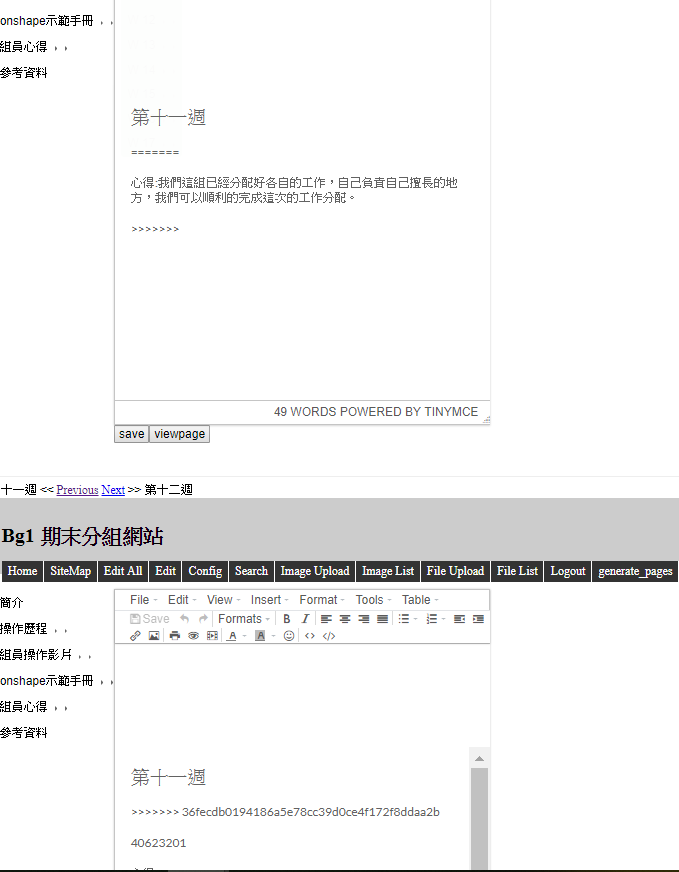 onshape示範手冊
組員心得
參考資料
第十一週
=======
心得:我們這組已經分配好各自的工作，自己負責自己擅長的地
方，我們可以順利的完成這次的工作分配。
>>>>>>>
49 WORDS POWERED BY TINYMCE
save viewpage
十一週 << Previous Next >> 第十二週
Bg1 期末分組網站
Home SiteMap Edit All Edit Config Search Image Upload Image List File Upload File List Logout generate_pages
簡介
操作歷程
組員操作影片
onshape示範手冊
組員心得
參考資料
File Edit View Insert Format Tools Table
Save Formats B I
A A
第十一週
>>>>>>> 36fecdb0194186a5e78cc39d0ce4f172f8ddaa2b
40623201